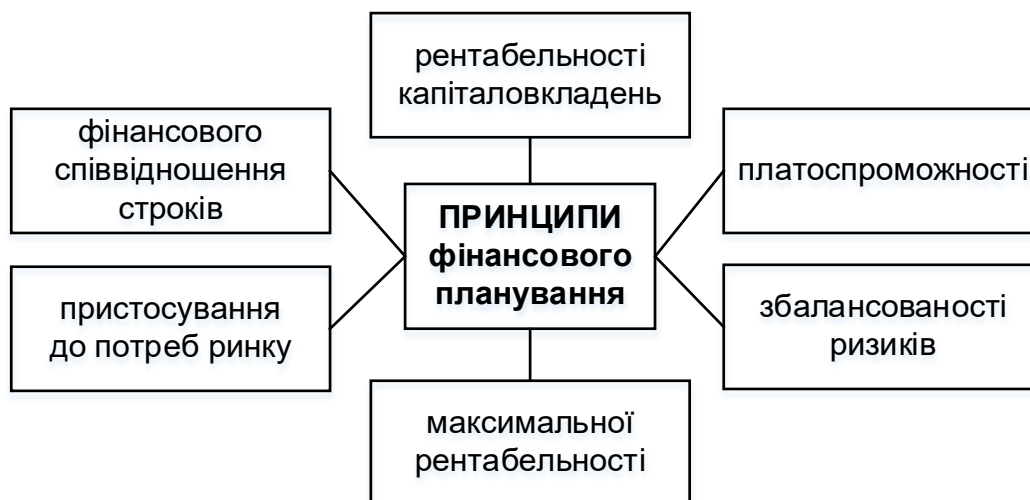 рентабельності
капіталовкладень
фінансового
співвідношення
строків
платоспроможності
ПРИНЦИПИ
фінансового
планування
пристосування
до потреб ринку
збалансованості
ризиків
максимальної
рентабельності